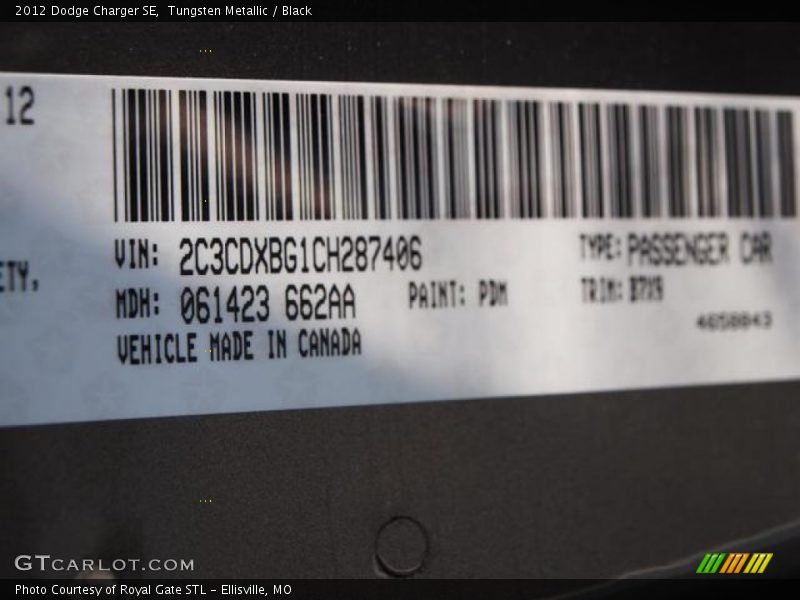 2012 Dodge Charger SE,  Tungsten Metallic / Black
12
ETY,
VIN: 2C3CDXBG1CH287406
TYPE: PASSENGER CAR
MDH: 061423 662AA
PAINT: PDM
TRIM: B7X9
VEHICLE MADE IN CANADA
4658043
GTCARLOT.COM
Photo Courtesy of Royal Gate STL - Ellisville, MO